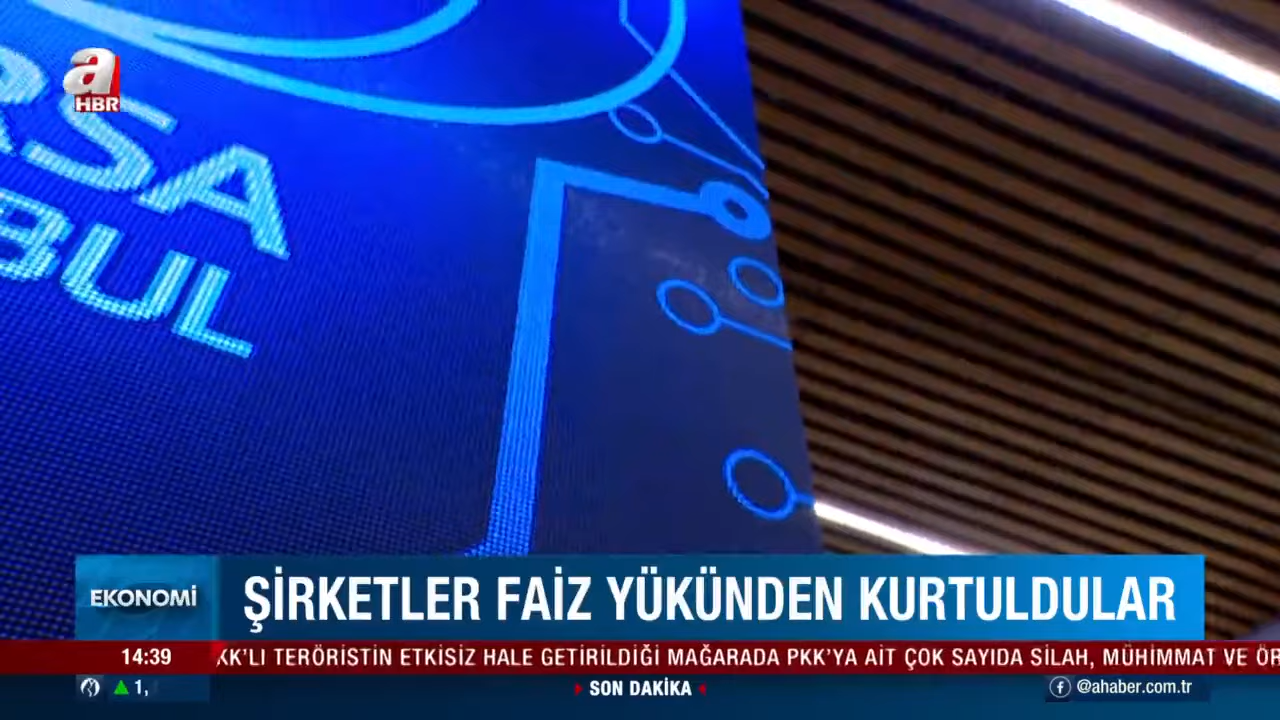 a
HBR
RSA
BUL
EKONOMİ
ŞİRKETLER FAİZ YÜKÜNDEN KURTULDULAR
14:39
KK'LI TERÖRİSTİN ETKİSİZ HALE GETİRİLDİĞİ MAĞARADA PKK'YA AİT ÇOK SAYIDA SİLAH, MÜHİMMAT VE ÖR
1,
SON DAKİKA
@ahaber.com.tr